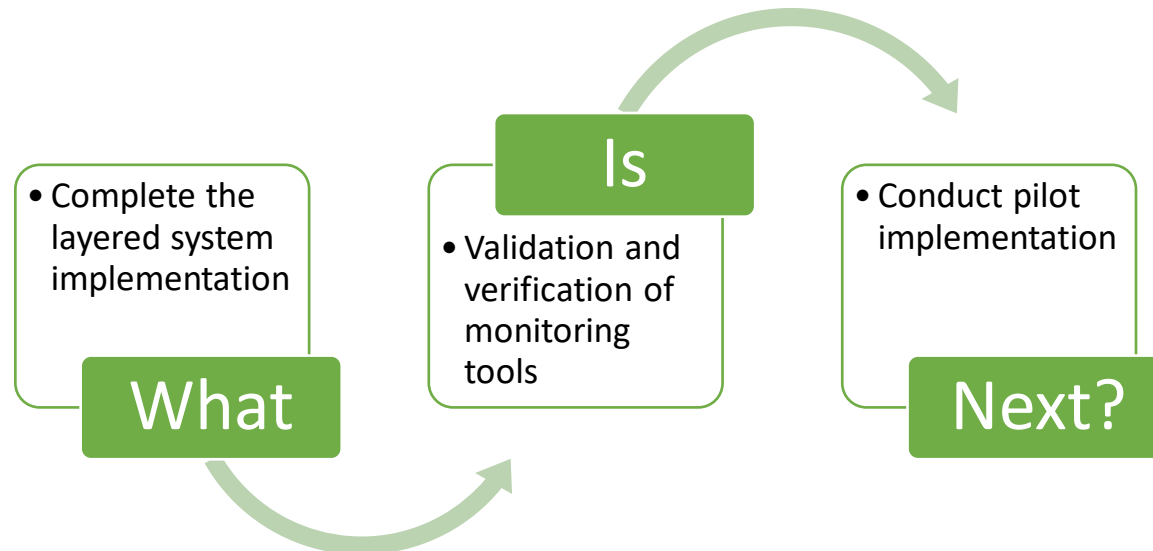 • Complete the
layered system
implementation
What
Is
• Validation and
verification of
monitoring
tools
• Conduct pilot
implementation
Next?